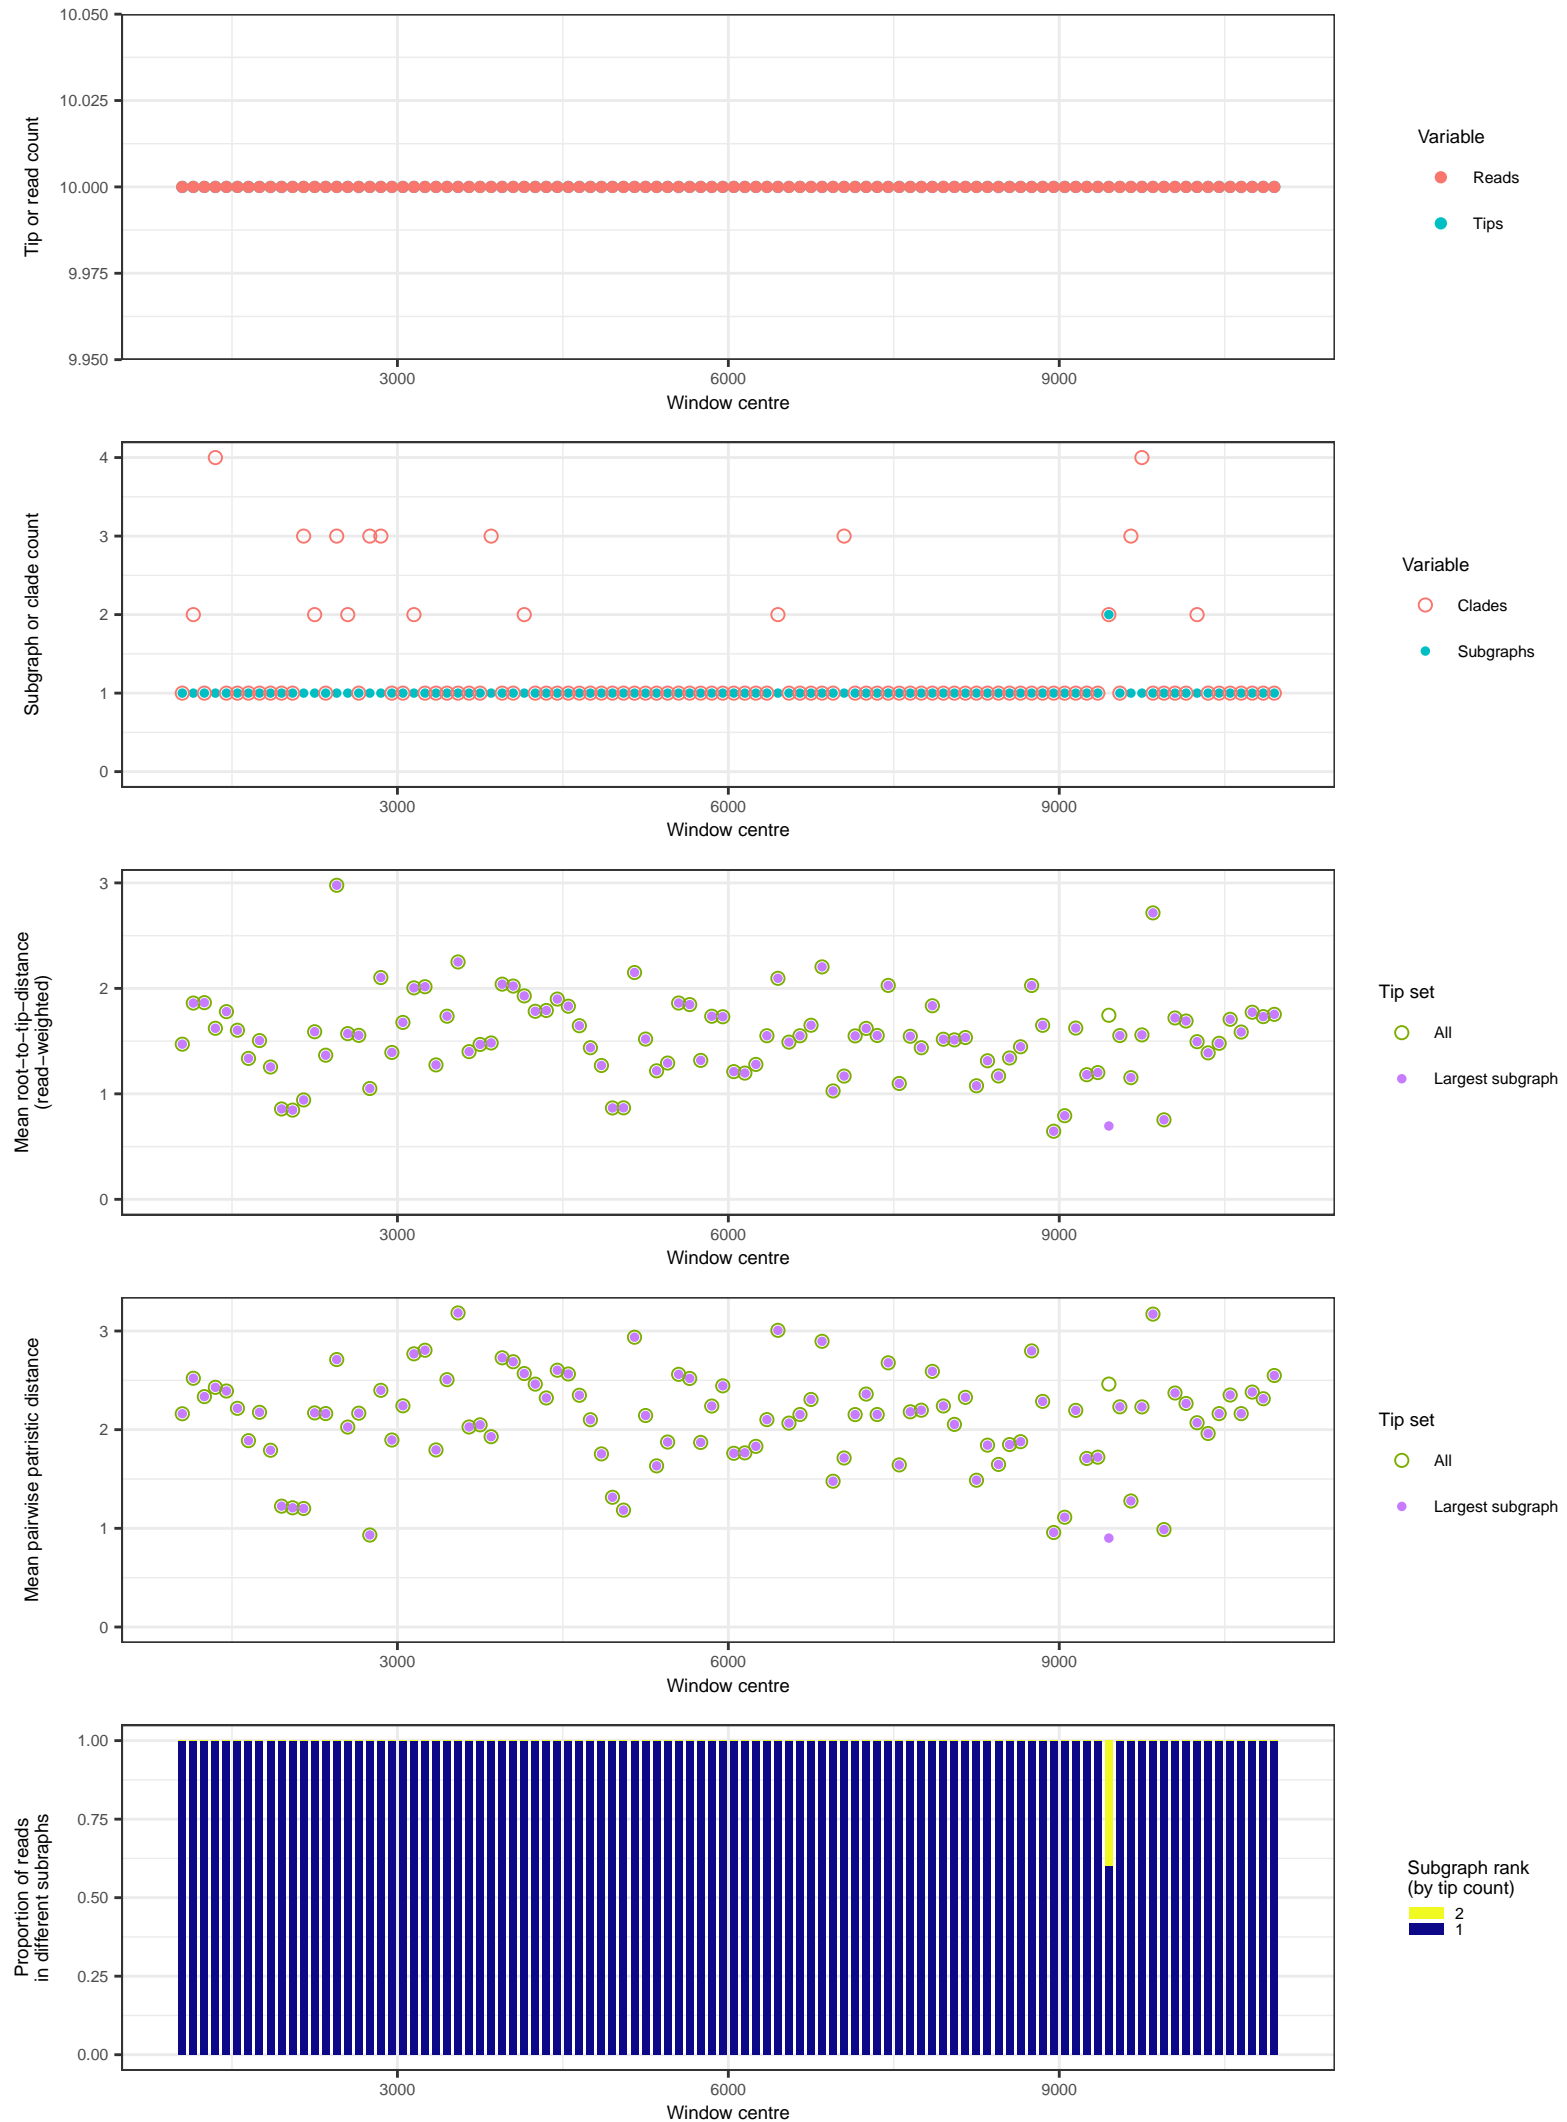 10.050
10.025
10.000
9.975
9.950
Tip or read count
3000 6000 9000
Window centre
Variable
Reads
Tips
4
3
2
1
0
Subgraph or clade count
3000 6000 9000
Window centre
Variable
Clades
Subgraphs
3
2
1
0
Mean root−to−tip−distance
(read−weighted)
3000 6000 9000
Window centre
Tip set
All
Largest subgraph
3
2
1
0
Mean pairwise patristic distance
3000 6000 9000
Window centre
Tip set
All
Largest subgraph
1.00
0.75
0.50
0.25
0.00
Proportion of reads
in different subraphs
3000 6000 9000
Window centre
Subgraph rank
(by tip count)
2
1